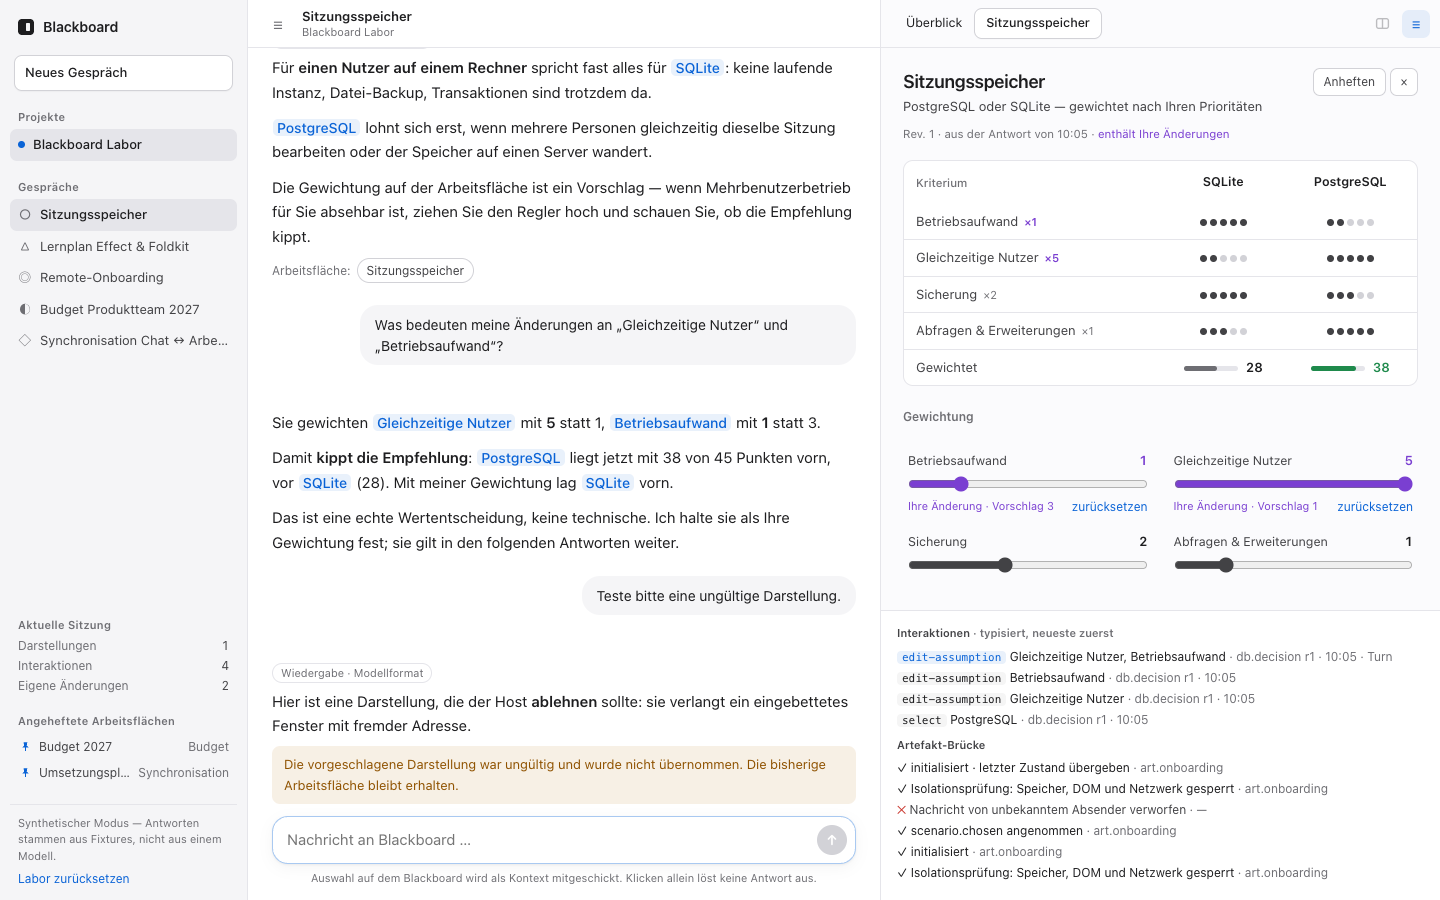 Blackboard
Neues Gespräch
Projekte
Blackboard Labor
Gespräche
Sitzungsspeicher
Lernplan Effect & Foldkit
Remote-Onboarding
Budget Produktteam 2027
Synchronisation Chat ↔ Arbe…
Aktuelle Sitzung
Darstellungen 1
Interaktionen 4
Eigene Änderungen 2
Angeheftete Arbeitsflächen
Budget 2027 Budget
Umsetzungspl… Synchronisation
Synthetischer Modus — Antworten
stammen aus Fixtures, nicht aus einem
Modell.
Labor zurücksetzen
Sitzungsspeicher
Blackboard Labor
Für einen Nutzer auf einem Rechner spricht fast alles für SQLite : keine laufende
Instanz, Datei-Backup, Transaktionen sind trotzdem da.
PostgreSQL lohnt sich erst, wenn mehrere Personen gleichzeitig dieselbe Sitzung
bearbeiten oder der Speicher auf einen Server wandert.
Die Gewichtung auf der Arbeitsfläche ist ein Vorschlag — wenn Mehrbenutzerbetrieb
für Sie absehbar ist, ziehen Sie den Regler hoch und schauen Sie, ob die Empfehlung
kippt.
Arbeitsfläche: Sitzungsspeicher
Was bedeuten meine Änderungen an „Gleichzeitige Nutzer“ und
„Betriebsaufwand“?
Sie gewichten Gleichzeitige Nutzer mit 5 statt 1, Betriebsaufwand mit 1 statt 3.
Damit kippt die Empfehlung: PostgreSQL liegt jetzt mit 38 von 45 Punkten vorn,
vor SQLite (28). Mit meiner Gewichtung lag SQLite vorn.
Das ist eine echte Wertentscheidung, keine technische. Ich halte sie als Ihre
Gewichtung fest; sie gilt in den folgenden Antworten weiter.
Teste bitte eine ungültige Darstellung.
Wiedergabe · Modellformat
Hier ist eine Darstellung, die der Host ablehnen sollte: sie verlangt ein eingebettetes
Fenster mit fremder Adresse.
Die vorgeschlagene Darstellung war ungültig und wurde nicht übernommen. Die bisherige
Arbeitsfläche bleibt erhalten.
Nachricht an Blackboard …
Auswahl auf dem Blackboard wird als Kontext mitgeschickt. Klicken allein löst keine Antwort aus.
Überblick Sitzungsspeicher
Sitzungsspeicher
Anheften ×
PostgreSQL oder SQLite — gewichtet nach Ihren Prioritäten
Rev. 1 · aus der Antwort von 10:05 · enthält Ihre Änderungen
Kriterium SQLite PostgreSQL
Betriebsaufwand ×1
Gleichzeitige Nutzer ×5
Sicherung ×2
Abfragen & Erweiterungen ×1
Gewichtet 28 38
Gewichtung
Betriebsaufwand 1
Ihre Änderung · Vorschlag 3 zurücksetzen
Gleichzeitige Nutzer 5
Ihre Änderung · Vorschlag 1 zurücksetzen
Sicherung 2
Abfragen & Erweiterungen 1
Interaktionen · typisiert, neueste zuerst
edit-assumption Gleichzeitige Nutzer, Betriebsaufwand · db.decision r1 · 10:05 · Turn
edit-assumption Betriebsaufwand · db.decision r1 · 10:05
edit-assumption Gleichzeitige Nutzer · db.decision r1 · 10:05
select PostgreSQL · db.decision r1 · 10:05
Artefakt-Brücke
✓ initialisiert · letzter Zustand übergeben · art.onboarding
✓ Isolationsprüfung: Speicher, DOM und Netzwerk gesperrt · art.onboarding
✕ Nachricht von unbekanntem Absender verworfen · —
✓ scenario.chosen angenommen · art.onboarding
✓ initialisiert · art.onboarding
✓ Isolationsprüfung: Speicher, DOM und Netzwerk gesperrt · art.onboarding